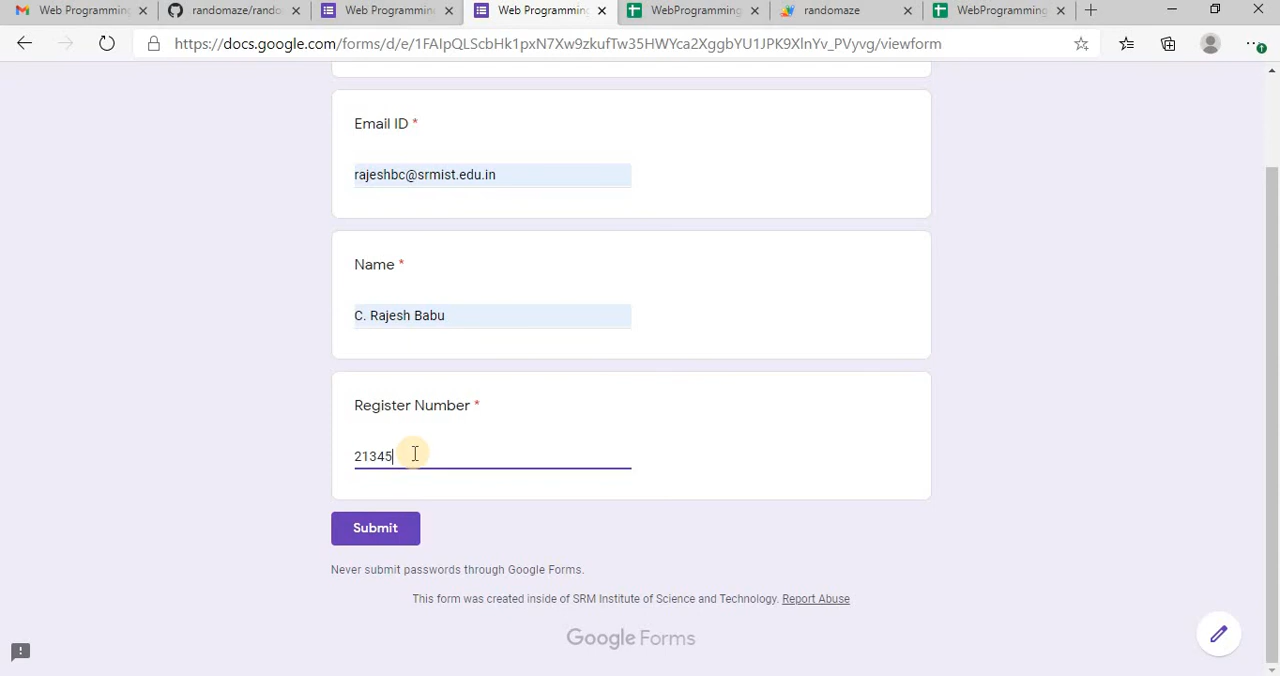 Web Programming
randomaze/rando
Web Programming
Web Programming
WebProgramming
randomaze
WebProgramming
https://docs.google.com/forms/d/e/1FAIpQLScbHk1pxN7Xw9zkufTw35HWYca2XggbYU1JPK9XlnYv_PVyvg/viewform
Email ID *
rajeshbc@srmist.edu.in
Name *
C. Rajesh Babu
Register Number *
21345
Submit
Never submit passwords through Google Forms.
This form was created inside of SRM Institute of Science and Technology. Report Abuse
Google Forms